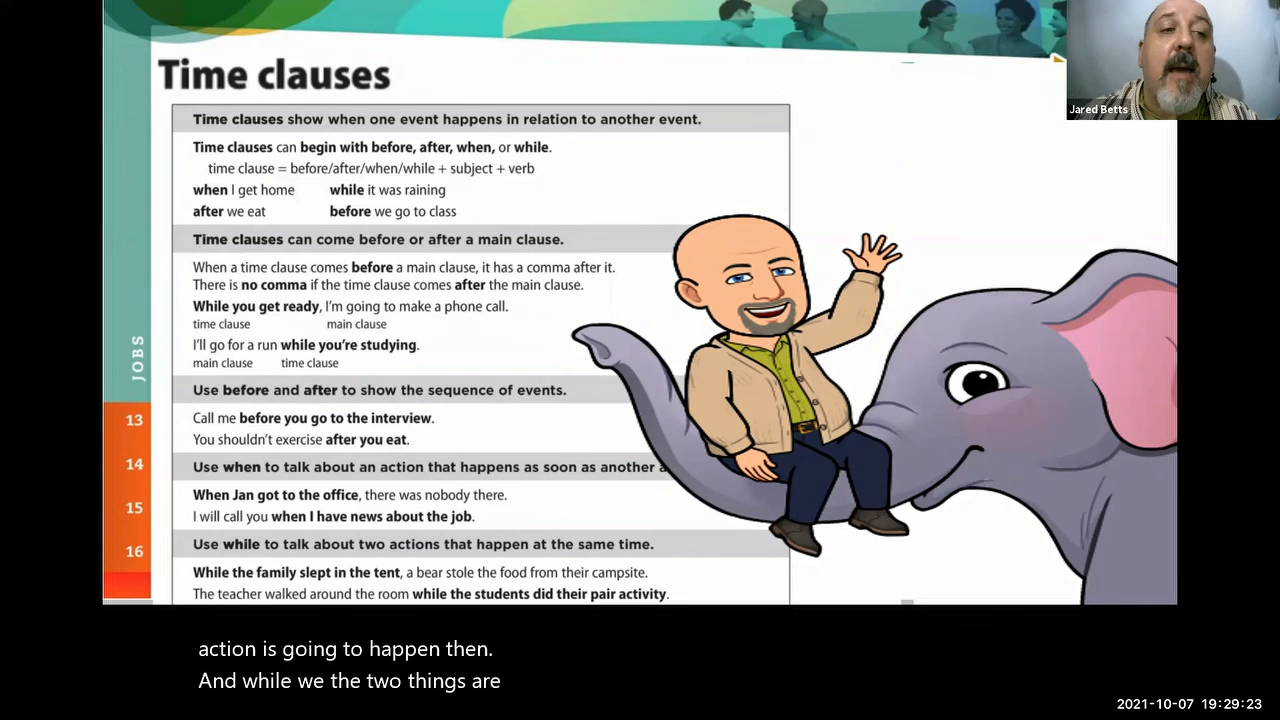 Time clauses
Jared Betts
Time clauses show when one event happens in relation to another event.
Time clauses can begin with before, after, when, or while.
time clause = before/after/when/while + subject + verb
when I get home while it was raining
after we eat before we go to class
Time clauses can come before or after a main clause.
When a time clause comes before a main clause, it has a comma after it.
There is no comma if the time clause comes after the main clause.
While you get ready, I'm going to make a phone call.
time clause main clause
I'll go for a run while you're studying.
main clause time clause
Use before and after to show the sequence of events.
Call me before you go to the interview.
You shouldn't exercise after you eat.
Use when to talk about an action that happens as soon as another
When Jan got to the office, there was nobody there.
I will call you when I have news about the job.
Use while to talk about two actions that happen at the same time.
While the family slept in the tent, a bear stole the food from their campsite.
The teacher walked around the room while the students did their pair activity.
JOBS
13
14
15
16
action is going to happen then.
And while we the two things are
2021-10-07 19:29:23